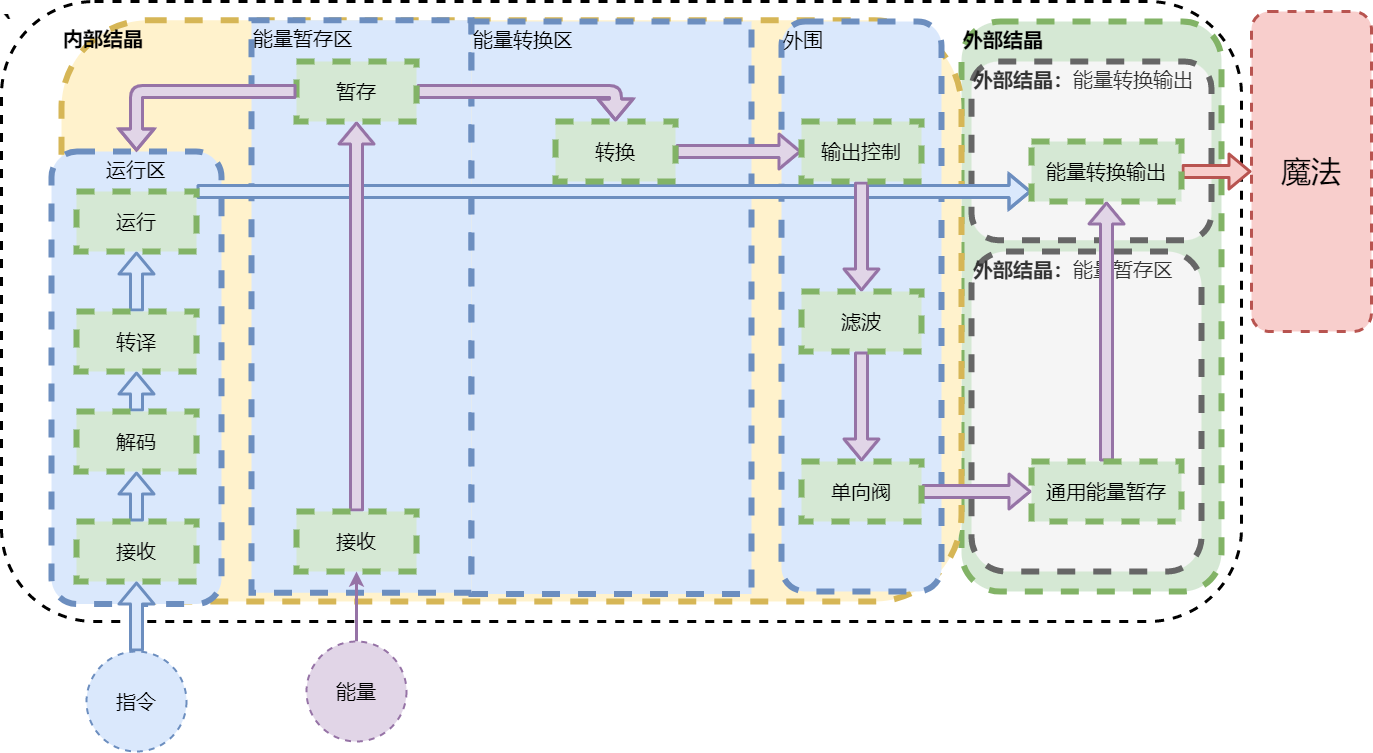 内部结晶
能量暂存区
能量转换区
外围
外部结晶
外部结晶：能量转换输出
暂存
转换
输出控制
能量转换输出
魔法
运行区
运行
外部结晶：能量暂存区
转译
滤波
解码
单向阀
通用能量暂存
接收
接收
指令
能量